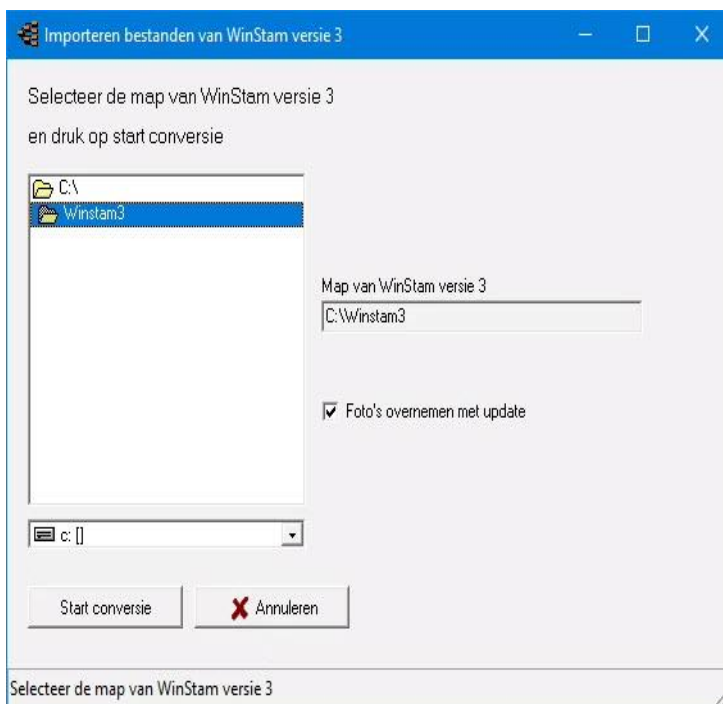 Importeren bestanden van WinStam versie 3
Selecteer de map van WinStam versie 3
en druk op start conversie
C:\
Winstam3
Map van WinStam versie 3
C:\Winstam3
Foto's overnemen met update
c: []
Start conversie
Annuleren
Selecteer de map van WinStam versie 3